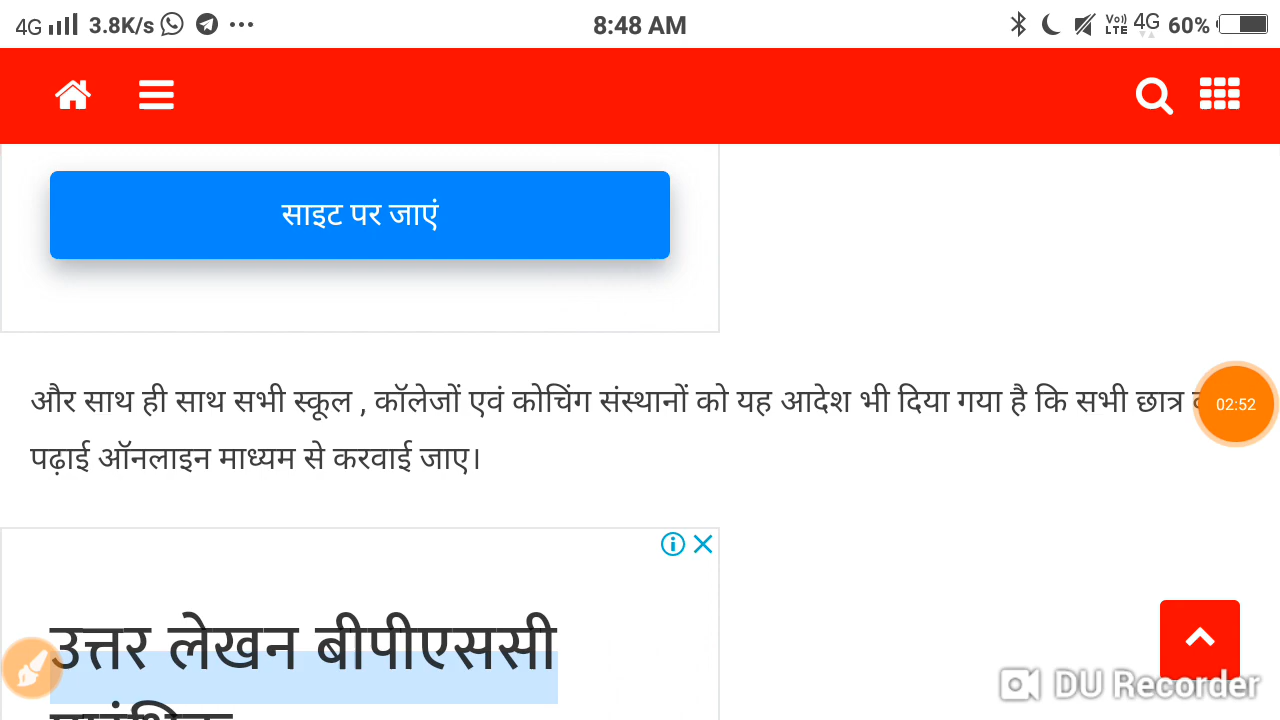 4G 3.8K/s 8:48 AM VoLTE 4G 60%
साइट पर जाएं
और साथ ही साथ सभी स्कूल , कॉलेजों एवं कोचिंग संस्थानों को यह आदेश भी दिया गया है कि सभी छात्र
02:52
पढ़ाई ऑनलाइन माध्यम से करवाई जाए।
उत्तर लेखन बीपीएससी
DU Recorder